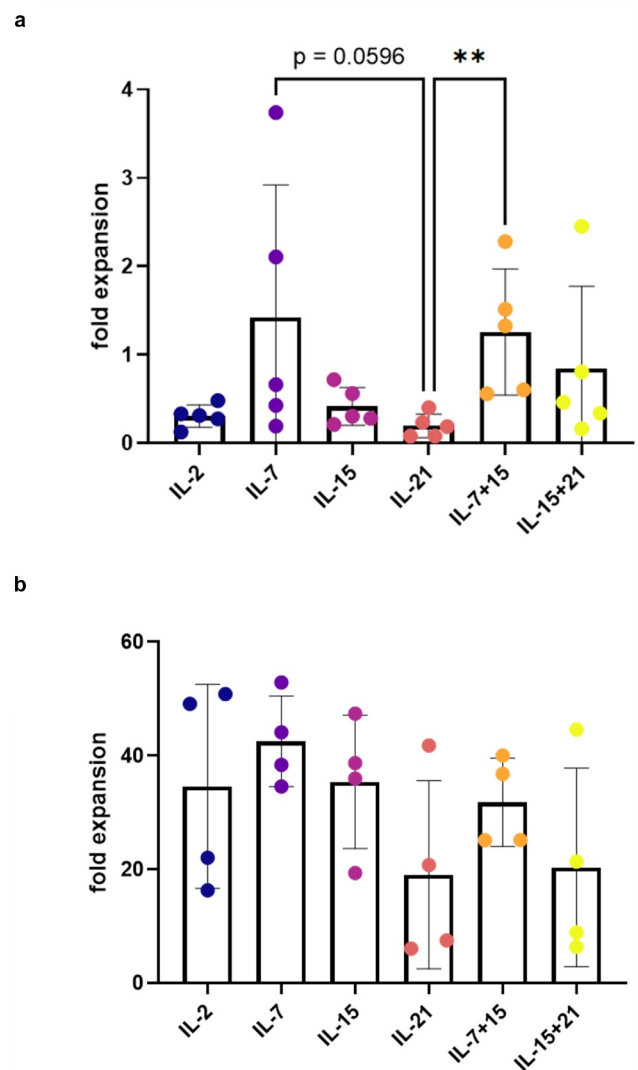 a
p = 0.0596
**
4
3
2
1
0
fold expansion
IL-2
IL-7
IL-15
IL-21
IL-7+15
IL-15+21
b
60
40
20
0
fold expansion
IL-2
IL-7
IL-15
IL-21
IL-7+15
IL-15+21